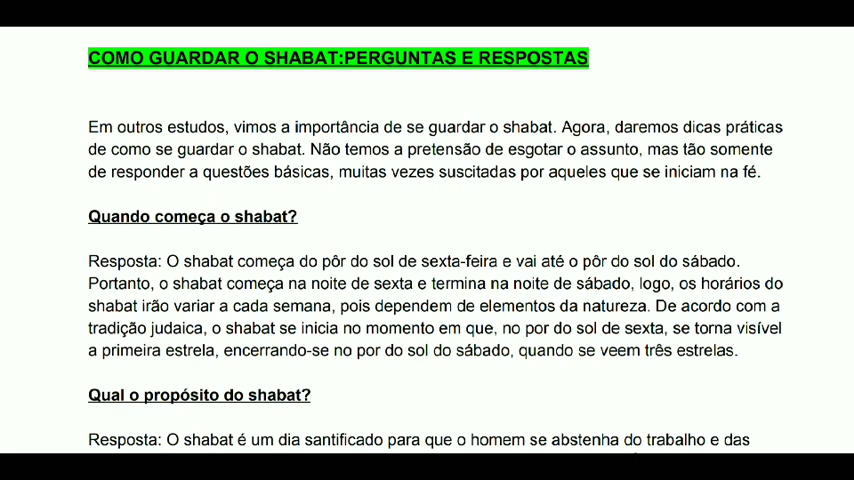 COMO GUARDAR O SHABAT:PERGUNTAS E RESPOSTAS
Em outros estudos, vimos a importância de se guardar o shabat. Agora, daremos dicas práticas
de como se guardar o shabat. Não temos a pretensão de esgotar o assunto, mas tão somente
de responder a questões básicas, muitas vezes suscitadas por aqueles que se iniciam na fé.
Quando começa o shabat?
Resposta: O shabat começa do pôr do sol de sexta-feira e vai até o pôr do sol do sábado.
Portanto, o shabat começa na noite de sexta e termina na noite de sábado, logo, os horários do
shabat irão variar a cada semana, pois dependem de elementos da natureza. De acordo com a
tradição judaica, o shabat se inicia no momento em que, no por do sol de sexta, se torna visível
a primeira estrela, encerrando-se no por do sol do sábado, quando se veem três estrelas.
Qual o propósito do shabat?
Resposta: O shabat é um dia santificado para que o homem se abstenha do trabalho e das